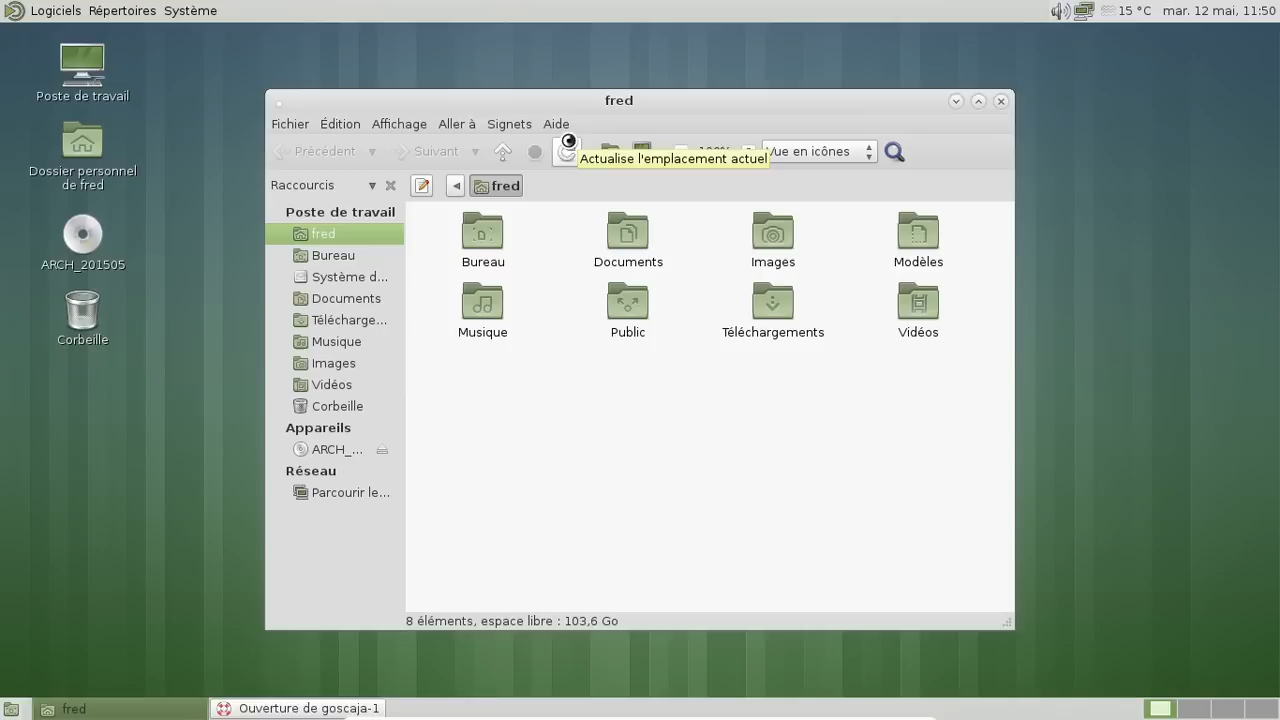 Logiciels Répertoires Système
15 °C mar. 12 mai, 11:50
Poste de travail
Dossier personnel
de fred
ARCH_201505
Corbeille
fred
Fichier Édition Affichage Aller à Signets Aide
Précédent Suivant Vue en icônes
Actualise l'emplacement actuel
Raccourcis fred
Poste de travail
fred
Bureau
Système d...
Documents
Télécharge...
Musique
Images
Vidéos
Corbeille
Appareils
ARCH_...
Réseau
Parcourir le...
Bureau Documents Images Modèles
Musique Public Téléchargements Vidéos
8 éléments, espace libre : 103,6 Go
fred Ouverture de goscaja-1